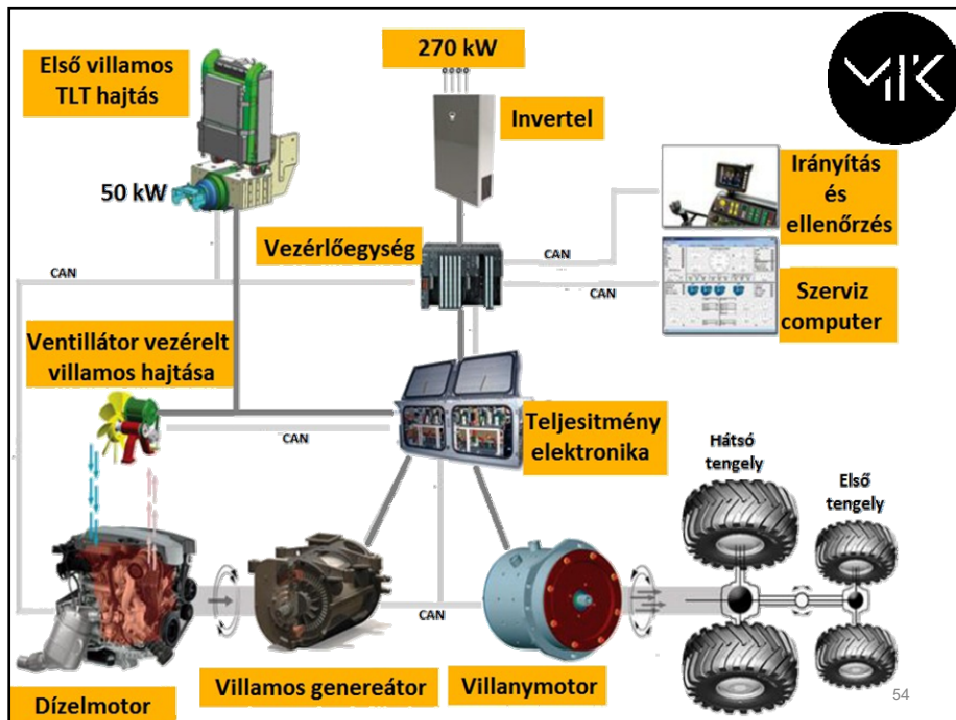 Első villamos
TLT hajtás
50 kW
270 kW
Invertel
MK
Irányítás
és
ellenőrzés
Vezérlőegység
CAN
CAN
CAN
Szerviz
computer
Ventillátor vezérelt
villamos hajtása
CAN
Teljesitmény
elektronika
Hátsó
tengely
Első
tengely
CAN
Dízelmotor
Villamos genereátor
Villanymotor
54